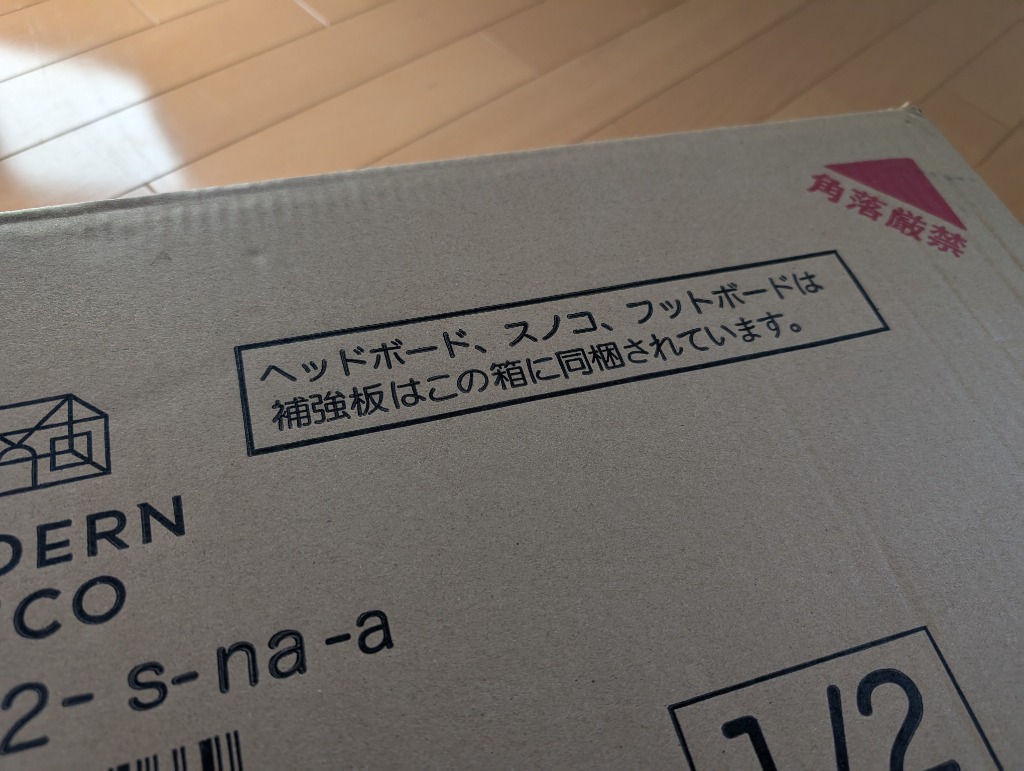 角落厳禁
ヘッドボード、スノコ、フットボードは
補強板はこの箱に同梱されています。
DERN
CO
2-s-na-a
1/2